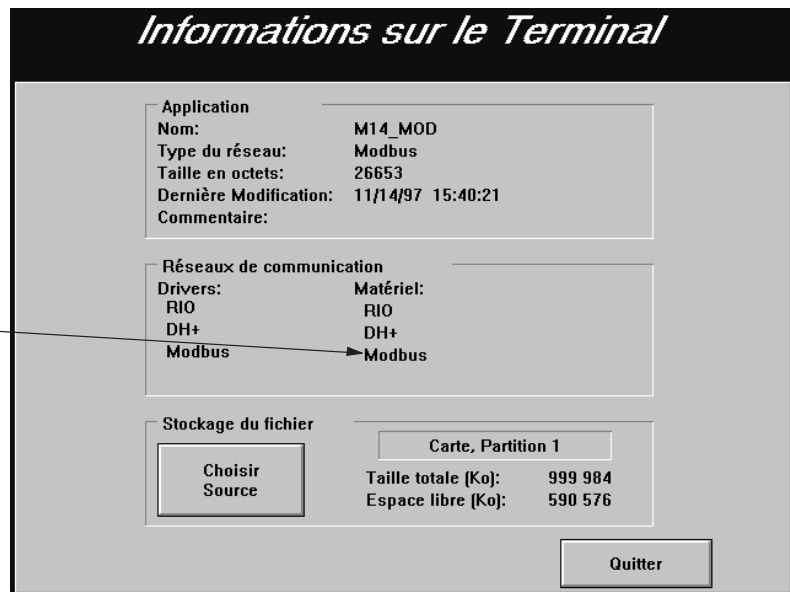 Informations sur le Terminal
Application
Nom: M14_MOD
Type du réseau: Modbus
Taille en octets: 26653
Dernière Modification: 11/14/97 15:40:21
Commentaire:
Réseaux de communication
Drivers: Matériel:
RIO RIO
DH+ DH+
Modbus Modbus
Stockage du fichier
Carte, Partition 1
Choisir
Source
Taille totale (Ko): 999 984
Espace libre (Ko): 590 576
Quitter